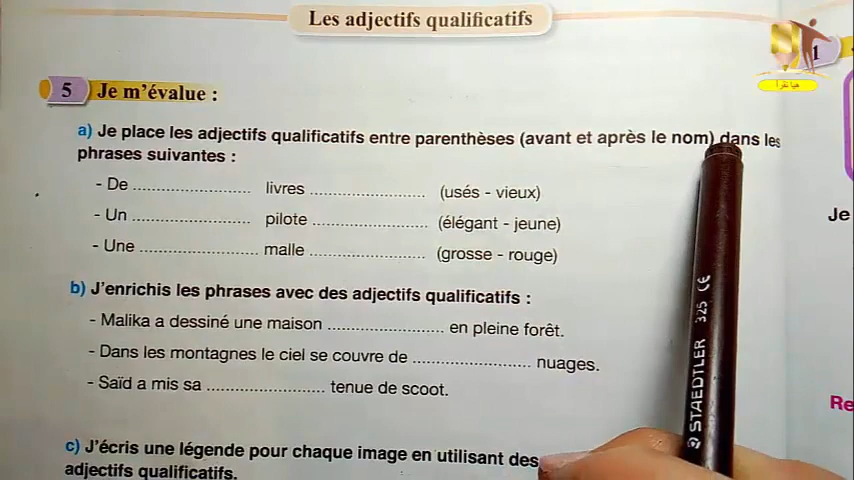 Les adjectifs qualificatifs
1
هيا نقرأ
5 Je m'évalue :
a) Je place les adjectifs qualificatifs entre parenthèses (avant et après le nom) dans les
phrases suivantes :
- De ........................ livres ........................ (usés - vieux)
- Un ........................ pilote ........................ (élégant - jeune)
- Une ........................ malle ........................ (grosse - rouge)
b) J'enrichis les phrases avec des adjectifs qualificatifs :
- Malika a dessiné une maison ........................ en pleine forêt.
- Dans les montagnes le ciel se couvre de ........................ nuages.
- Saïd a mis sa ........................ tenue de scoot.
c) J'écris une légende pour chaque image en utilisant des
adjectifs qualificatifs.
Je
Re
STAEDTLER 325 CE